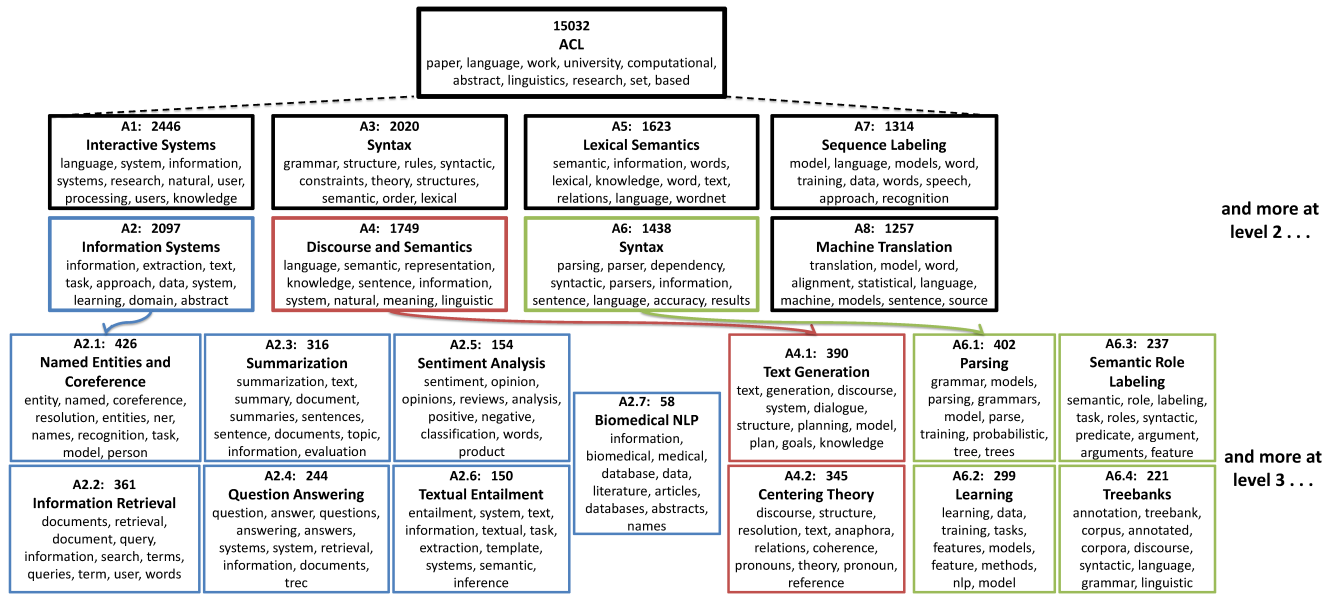 15032
ACL
paper, language, work, university, computational,
abstract, linguistics, research, set, based
A1: 2446
Interactive Systems
language, system, information,
systems, research, natural, user,
processing, users, knowledge
A3: 2020
Syntax
grammar, structure, rules, syntactic,
constraints, theory, structures,
semantic, order, lexical
A5: 1623
Lexical Semantics
semantic, information, words,
lexical, knowledge, word, text,
relations, language, wordnet
A7: 1314
Sequence Labeling
model, language, models, word,
training, data, words, speech,
approach, recognition
A2: 2097
Information Systems
information, extraction, text,
task, approach, data, system,
learning, domain, abstract
A4: 1749
Discourse and Semantics
language, semantic, representation,
knowledge, sentence, information,
system, natural, meaning, linguistic
A6: 1438
Syntax
parsing, parser, dependency,
syntactic, parsers, information,
sentence, language, accuracy, results
A8: 1257
Machine Translation
translation, model, word,
alignment, statistical, language,
machine, models, sentence, source
and more at
level 2 . . .
A2.1: 426
Named Entities and
Coreference
entity, named, coreference,
resolution, entities, ner,
names, recognition, task,
model, person
A2.3: 316
Summarization
summarization, text,
summary, document,
summaries, sentences,
sentence, documents, topic,
information, evaluation
A2.5: 154
Sentiment Analysis
sentiment, opinion,
opinions, reviews, analysis,
positive, negative,
classification, words,
product
A2.7: 58
Biomedical NLP
information,
biomedical, medical,
database, data,
literature, articles,
databases, abstracts,
names
A4.1: 390
Text Generation
text, generation, discourse,
system, dialogue,
structure, planning, model,
plan, goals, knowledge
A6.1: 402
Parsing
grammar, models,
parsing, grammars,
model, parse,
training, probabilistic,
tree, trees
A6.3: 237
Semantic Role
Labeling
semantic, role, labeling,
task, roles, syntactic,
predicate, argument,
arguments, feature
A2.2: 361
Information Retrieval
documents, retrieval,
document, query,
information, search, terms,
queries, term, user, words
A2.4: 244
Question Answering
question, answer, questions,
answering, answers,
systems, system, retrieval,
information, documents,
trec
A2.6: 150
Textual Entailment
entailment, system, text,
information, textual, task,
extraction, template,
systems, semantic,
inference
A4.2: 345
Centering Theory
discourse, structure,
resolution, text, anaphora,
relations, coherence,
pronouns, theory, pronoun,
reference
A6.2: 299
Learning
learning, data,
training, tasks,
features, models,
feature, methods,
nlp, model
A6.4: 221
Treebanks
annotation, treebank,
corpus, annotated,
corpora, discourse,
syntactic, language,
grammar, linguistic
and more at
level 3 . . .